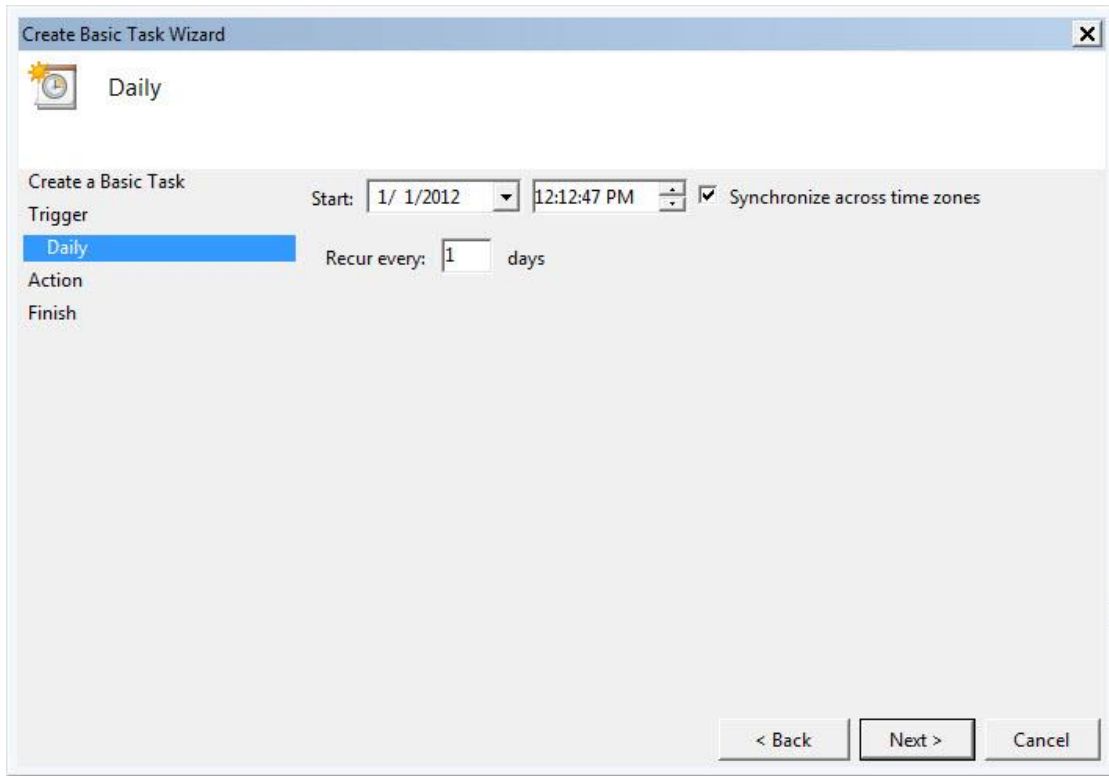 Create Basic Task Wizard
Daily
Create a Basic Task
Trigger
Daily
Action
Finish
Start: 1/ 1/2012 12:12:47 PM Synchronize across time zones
Recur every: 1 days
< Back Next > Cancel